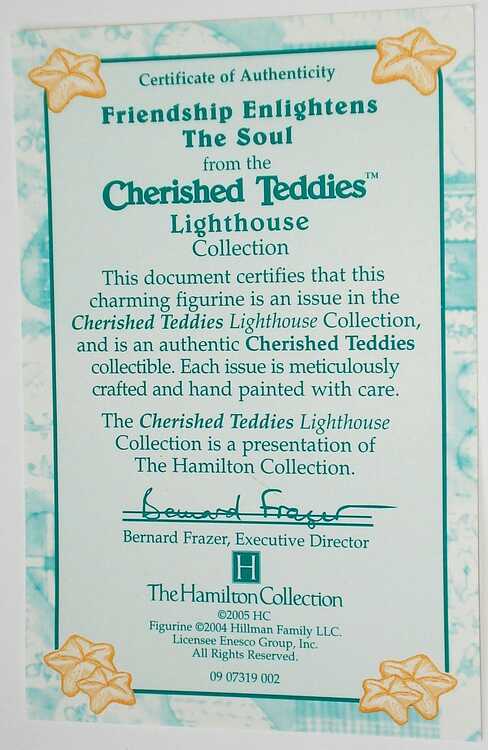 Certificate of Authenticity
Friendship Enlightens
The Soul
from the
Cherished Teddies™
Lighthouse
Collection
This document certifies that this
charming figurine is an issue in the
Cherished Teddies Lighthouse Collection,
and is an authentic Cherished Teddies
collectible. Each issue is meticulously
crafted and hand painted with care.
The Cherished Teddies Lighthouse
Collection is a presentation of
The Hamilton Collection.
Bernard Frazer
Bernard Frazer, Executive Director
H
The Hamilton Collection
©2005 HC
Figurine ©2004 Hillman Family LLC.
Licensee Enesco Group, Inc.
All Rights Reserved.
09 07319 002